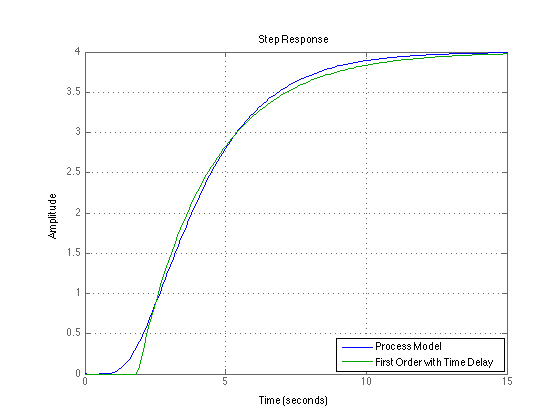 Step Response
4
3.5
3
2.5
2
1.5
1
0.5
0
Amplitude
0 5 10 15
Time (seconds)
Process Model
First Order with Time Delay